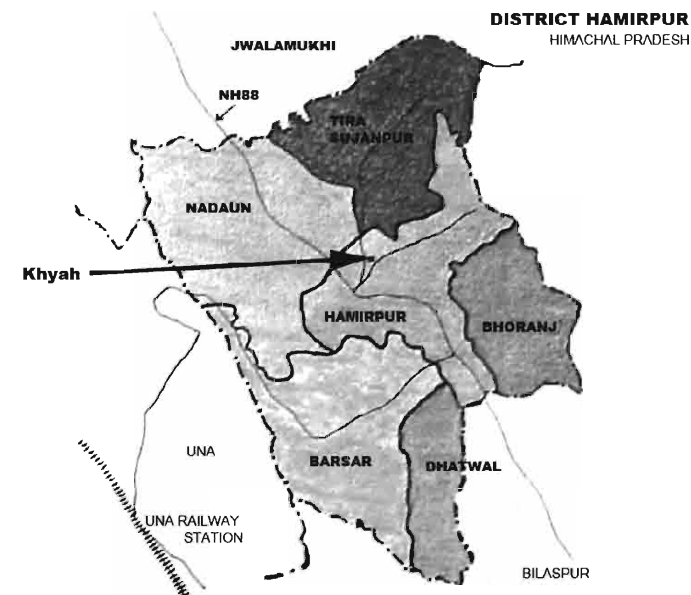 DISTRICT HAMIRPUR
HIMACHAL PRADESH
JWALAMUKHI
NH88
TIRA
SUJANPUR
NADAUN
Khyah
HAMIRPUR
BHORANJ
UNA
BARSAR
DHATWAL
UNA RAILWAY
STATION
BILASPUR